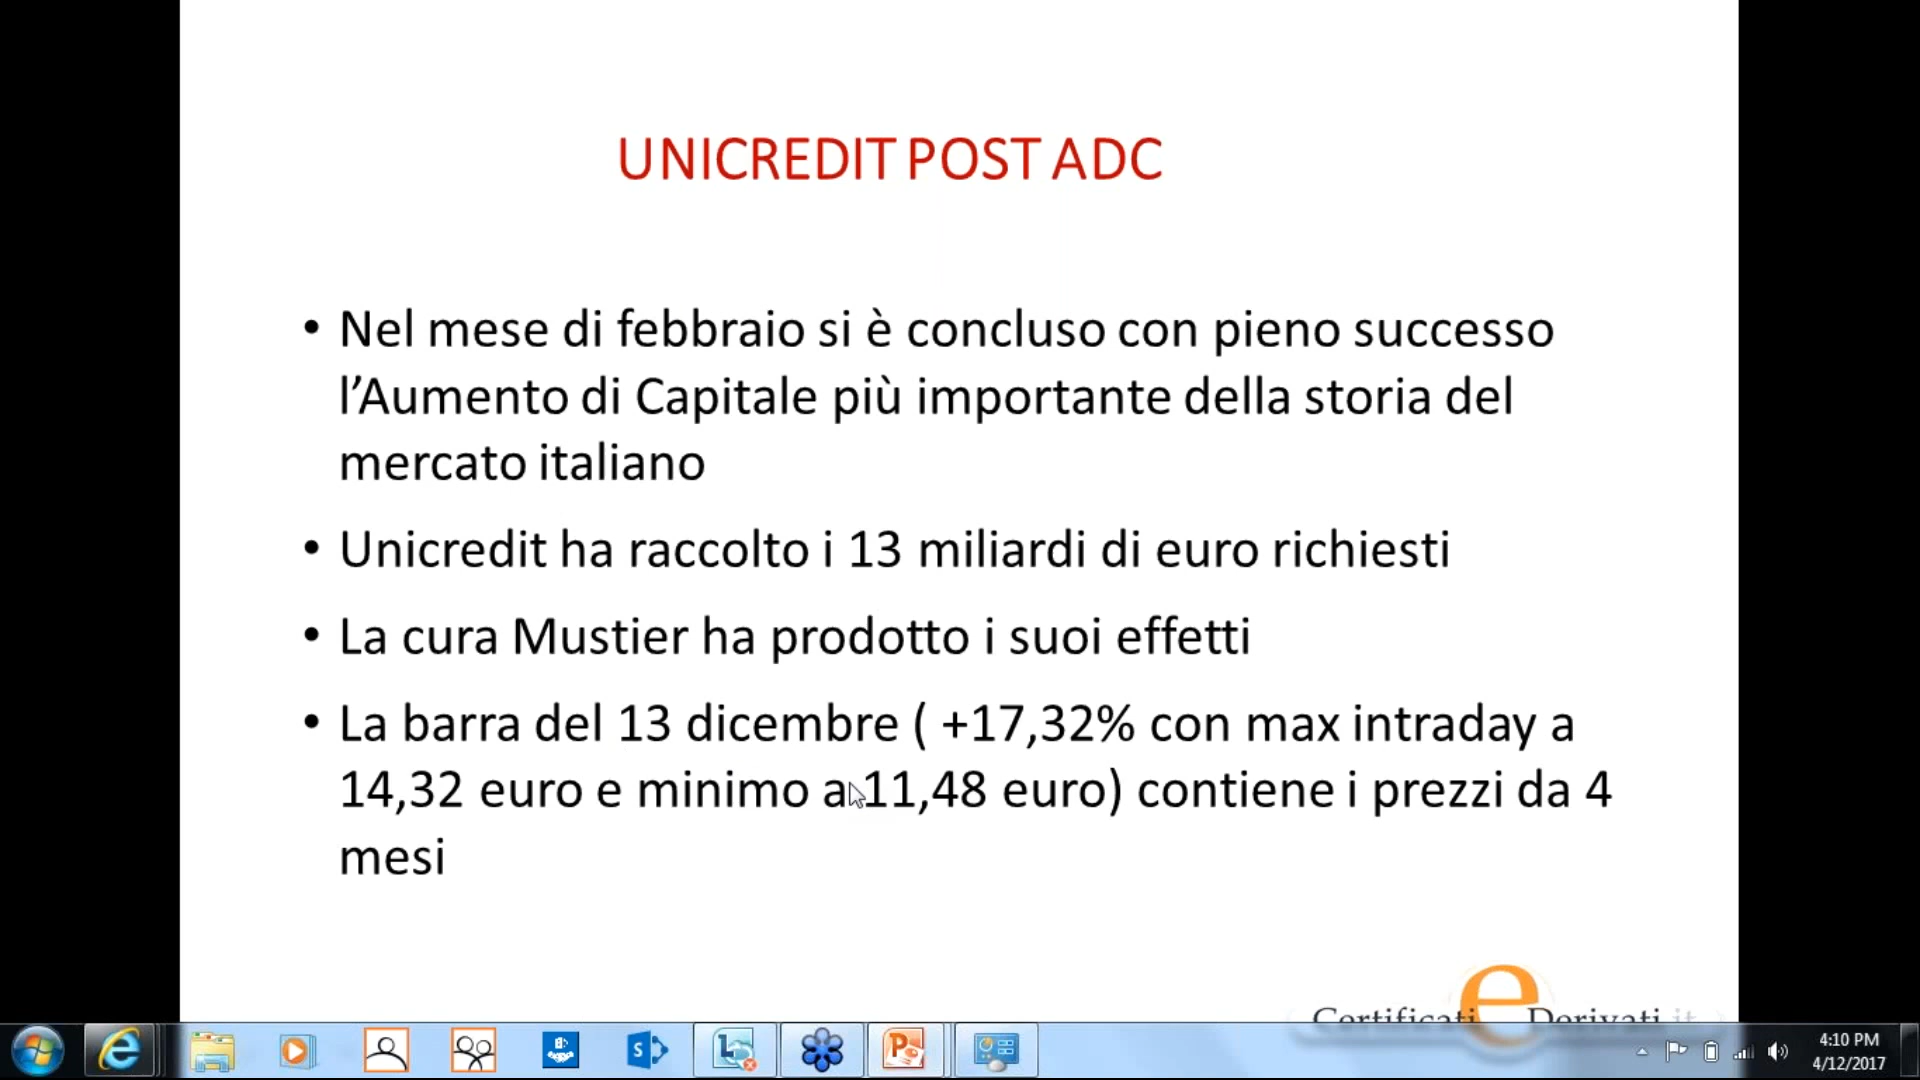 UNICREDIT POST ADC
• Nel mese di febbraio si è concluso con pieno successo
l’Aumento di Capitale più importante della storia del
mercato italiano
• Unicredit ha raccolto i 13 miliardi di euro richiesti
• La cura Mustier ha prodotto i suoi effetti
• La barra del 13 dicembre ( +17,32% con max intraday a
14,32 euro e minimo a 11,48 euro) contiene i prezzi da 4
mesi
Certificati e Derivati.it
4:10 PM
4/12/2017